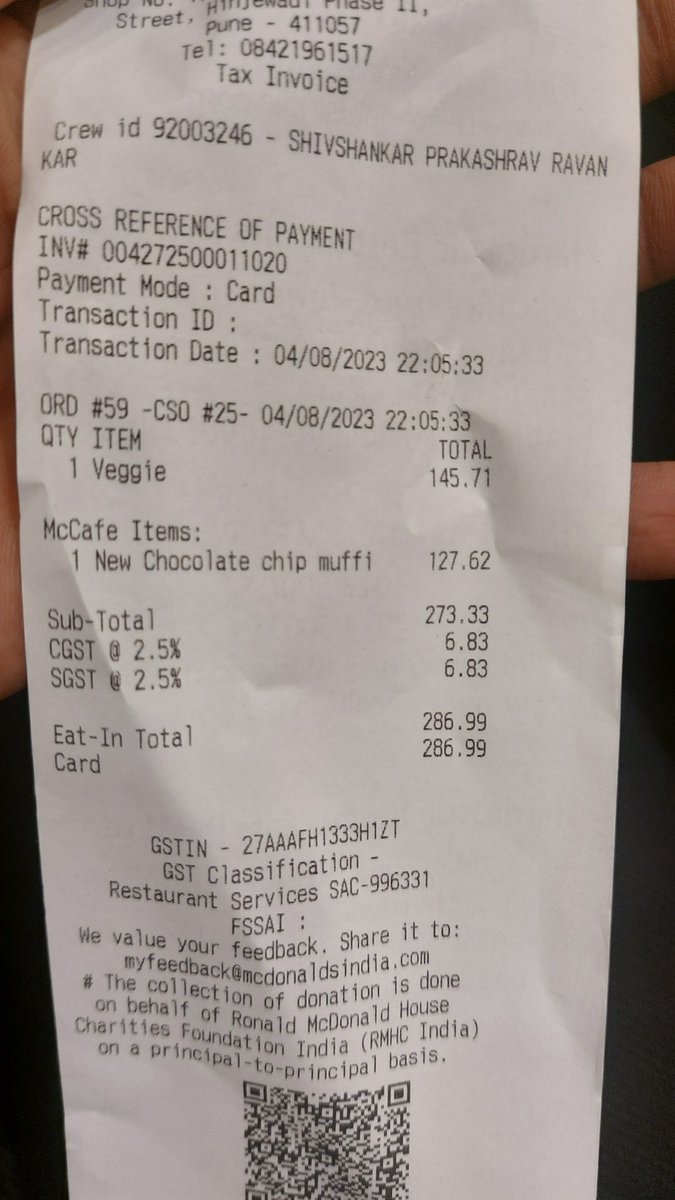 Shop No.
Hinjewadi Phase II,
Street, Pune - 411057
Tel: 08421961517
Tax Invoice
Crew id 92003246 - SHIVSHANKAR PRAKASHRAV RAVAN
KAR
CROSS REFERENCE OF PAYMENT
INV# 004272500011020
Payment Mode : Card
Transaction ID :
Transaction Date : 04/08/2023 22:05:33
ORD #59 -CSO #25- 04/08/2023 22:05:33
QTY ITEM TOTAL
1 Veggie 145.71
McCafe Items:
1 New Chocolate chip muffi 127.62
Sub-Total 273.33
CGST @ 2.5% 6.83
SGST @ 2.5% 6.83
Eat-In Total 286.99
Card 286.99
GSTIN - 27AAAFH1333H1ZT
GST Classification -
Restaurant Services SAC-996331
FSSAI :
We value your feedback. Share it to:
myfeedback@mcdonaldsindia.com
# The collection of donation is done
on behalf of Ronald McDonald House
Charities Foundation India (RMHC India)
on a principal-to-principal basis.